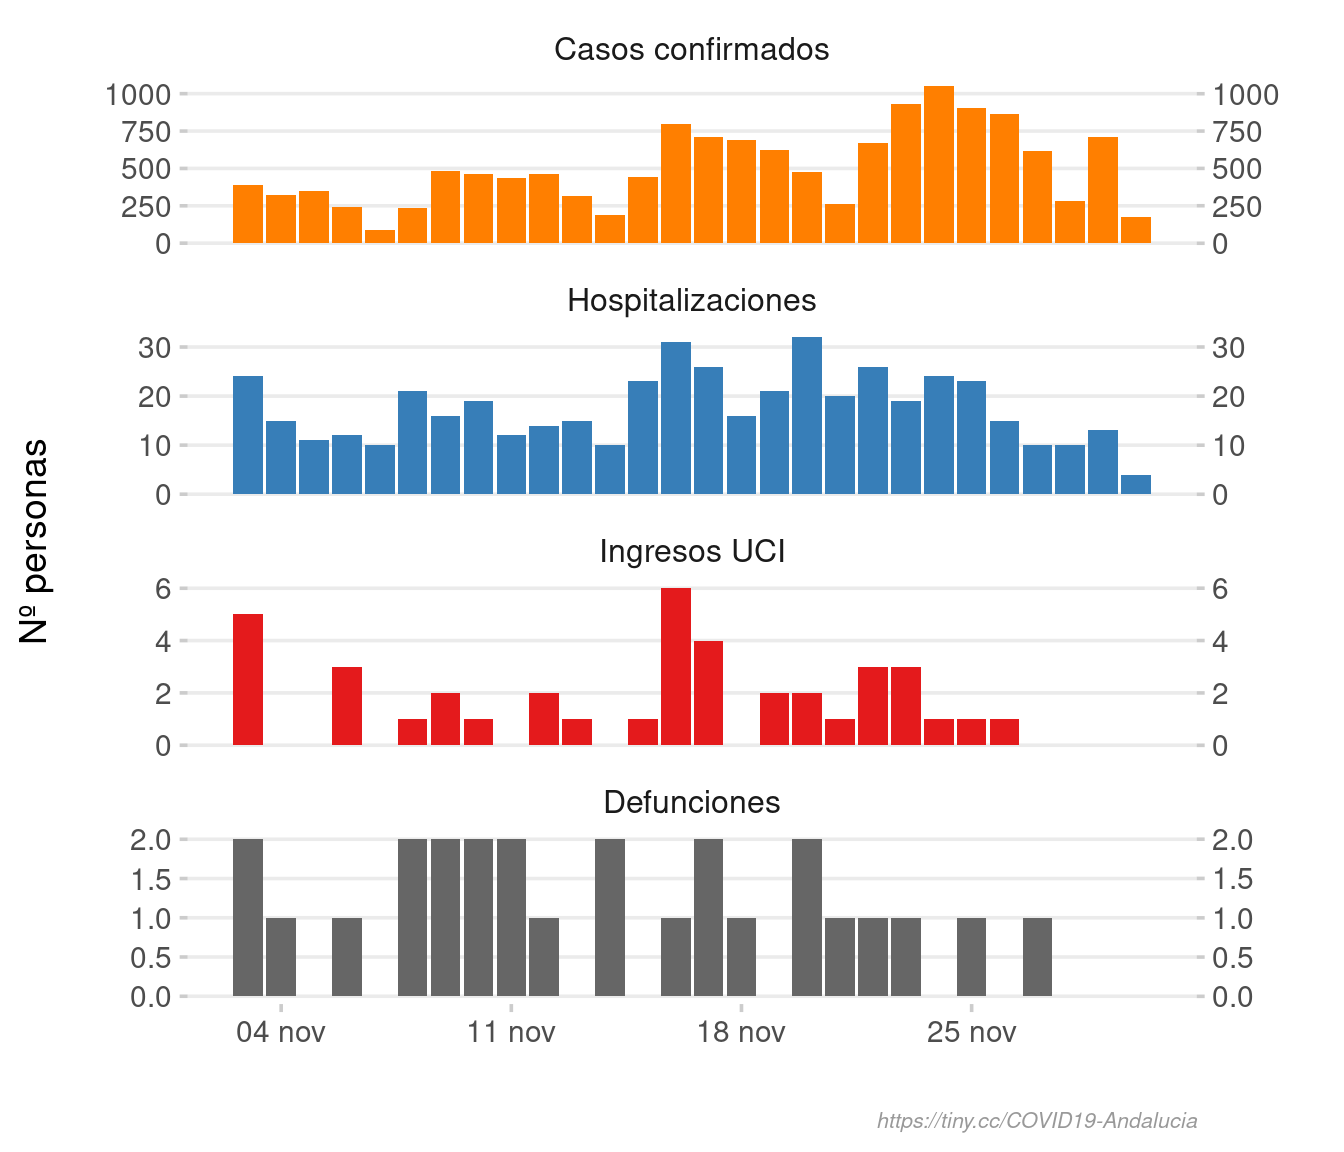 Casos confirmados
1000 1000
750 750
500 500
250 250
0 0
Hospitalizaciones
30 30
20 20
10 10
0 0
Nº personas
Ingresos UCI
6 6
4 4
2 2
0 0
Defunciones
2.0 2.0
1.5 1.5
1.0 1.0
0.5 0.5
0.0 0.0
04 nov 11 nov 18 nov 25 nov
https://tiny.cc/COVID19-Andalucia